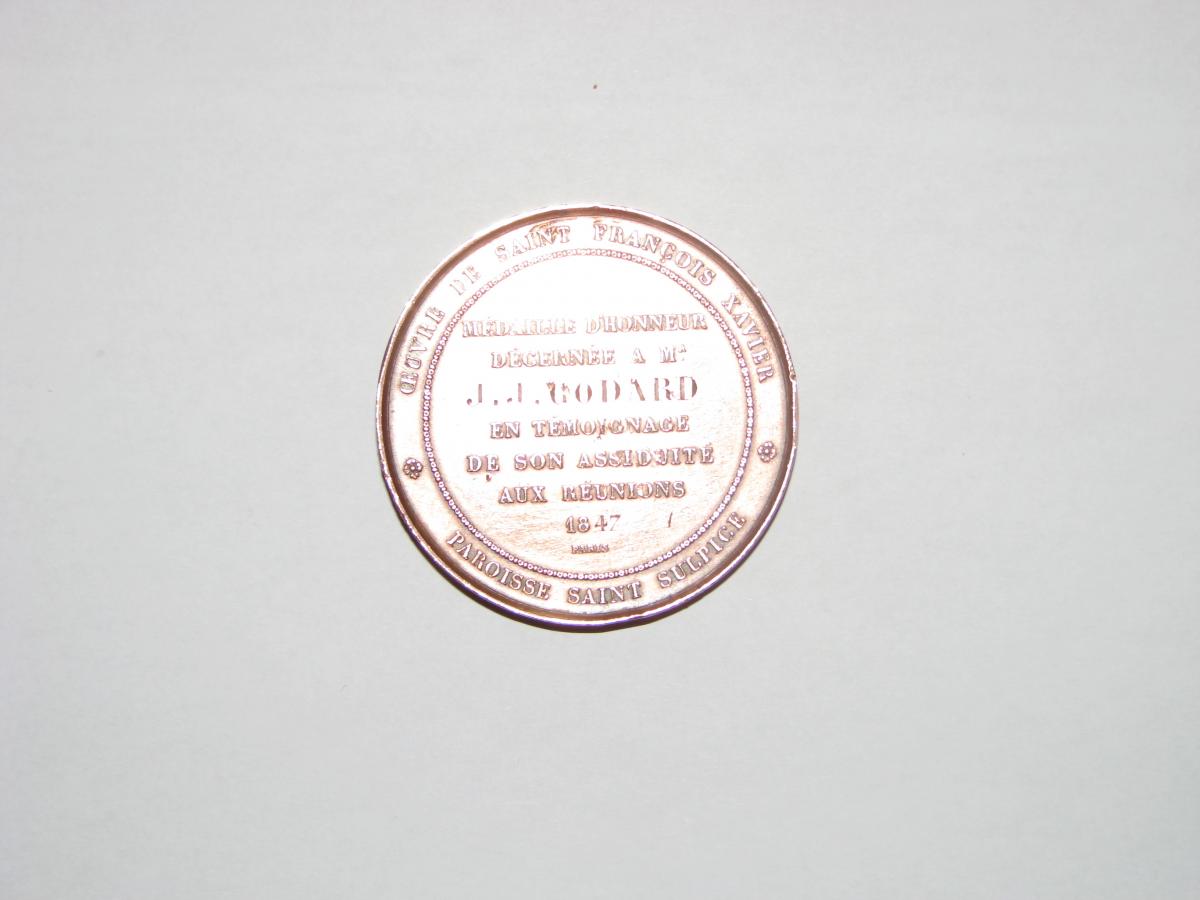 ŒUVRE DE SAINT FRANÇOIS XAVIER
MÉDAILLE D'HONNEUR
DÉCERNÉE A Mʳ
J. J. GODARD
EN TÉMOIGNAGE
DE SON ASSIDUITÉ
AUX RÉUNIONS
1847
PARIS
PAROISSE SAINT SULPICE